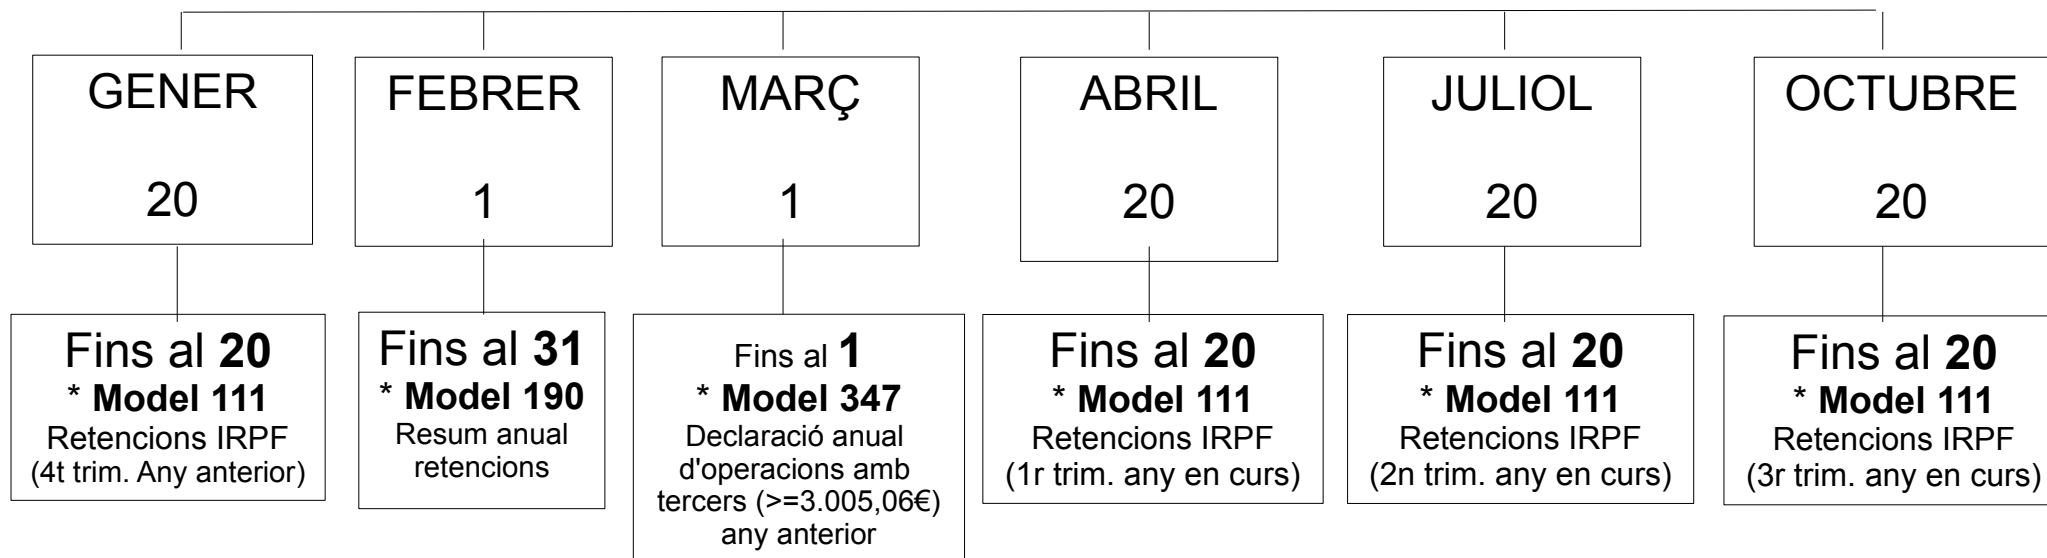 GENER
20
FEBRER
1
MARÇ
1
ABRIL
20
JULIOL
20
OCTUBRE
20
Fins al 20
* Model 111
Retencions IRPF
(4t trim. Any anterior)
Fins al 31
* Model 190
Resum anual
retencions
Fins al 1
* Model 347
Declaració anual
d'operacions amb
tercers (>=3.005,06€)
any anterior
Fins al 20
* Model 111
Retencions IRPF
(1r trim. any en curs)
Fins al 20
* Model 111
Retencions IRPF
(2n trim. any en curs)
Fins al 20
* Model 111
Retencions IRPF
(3r trim. any en curs)